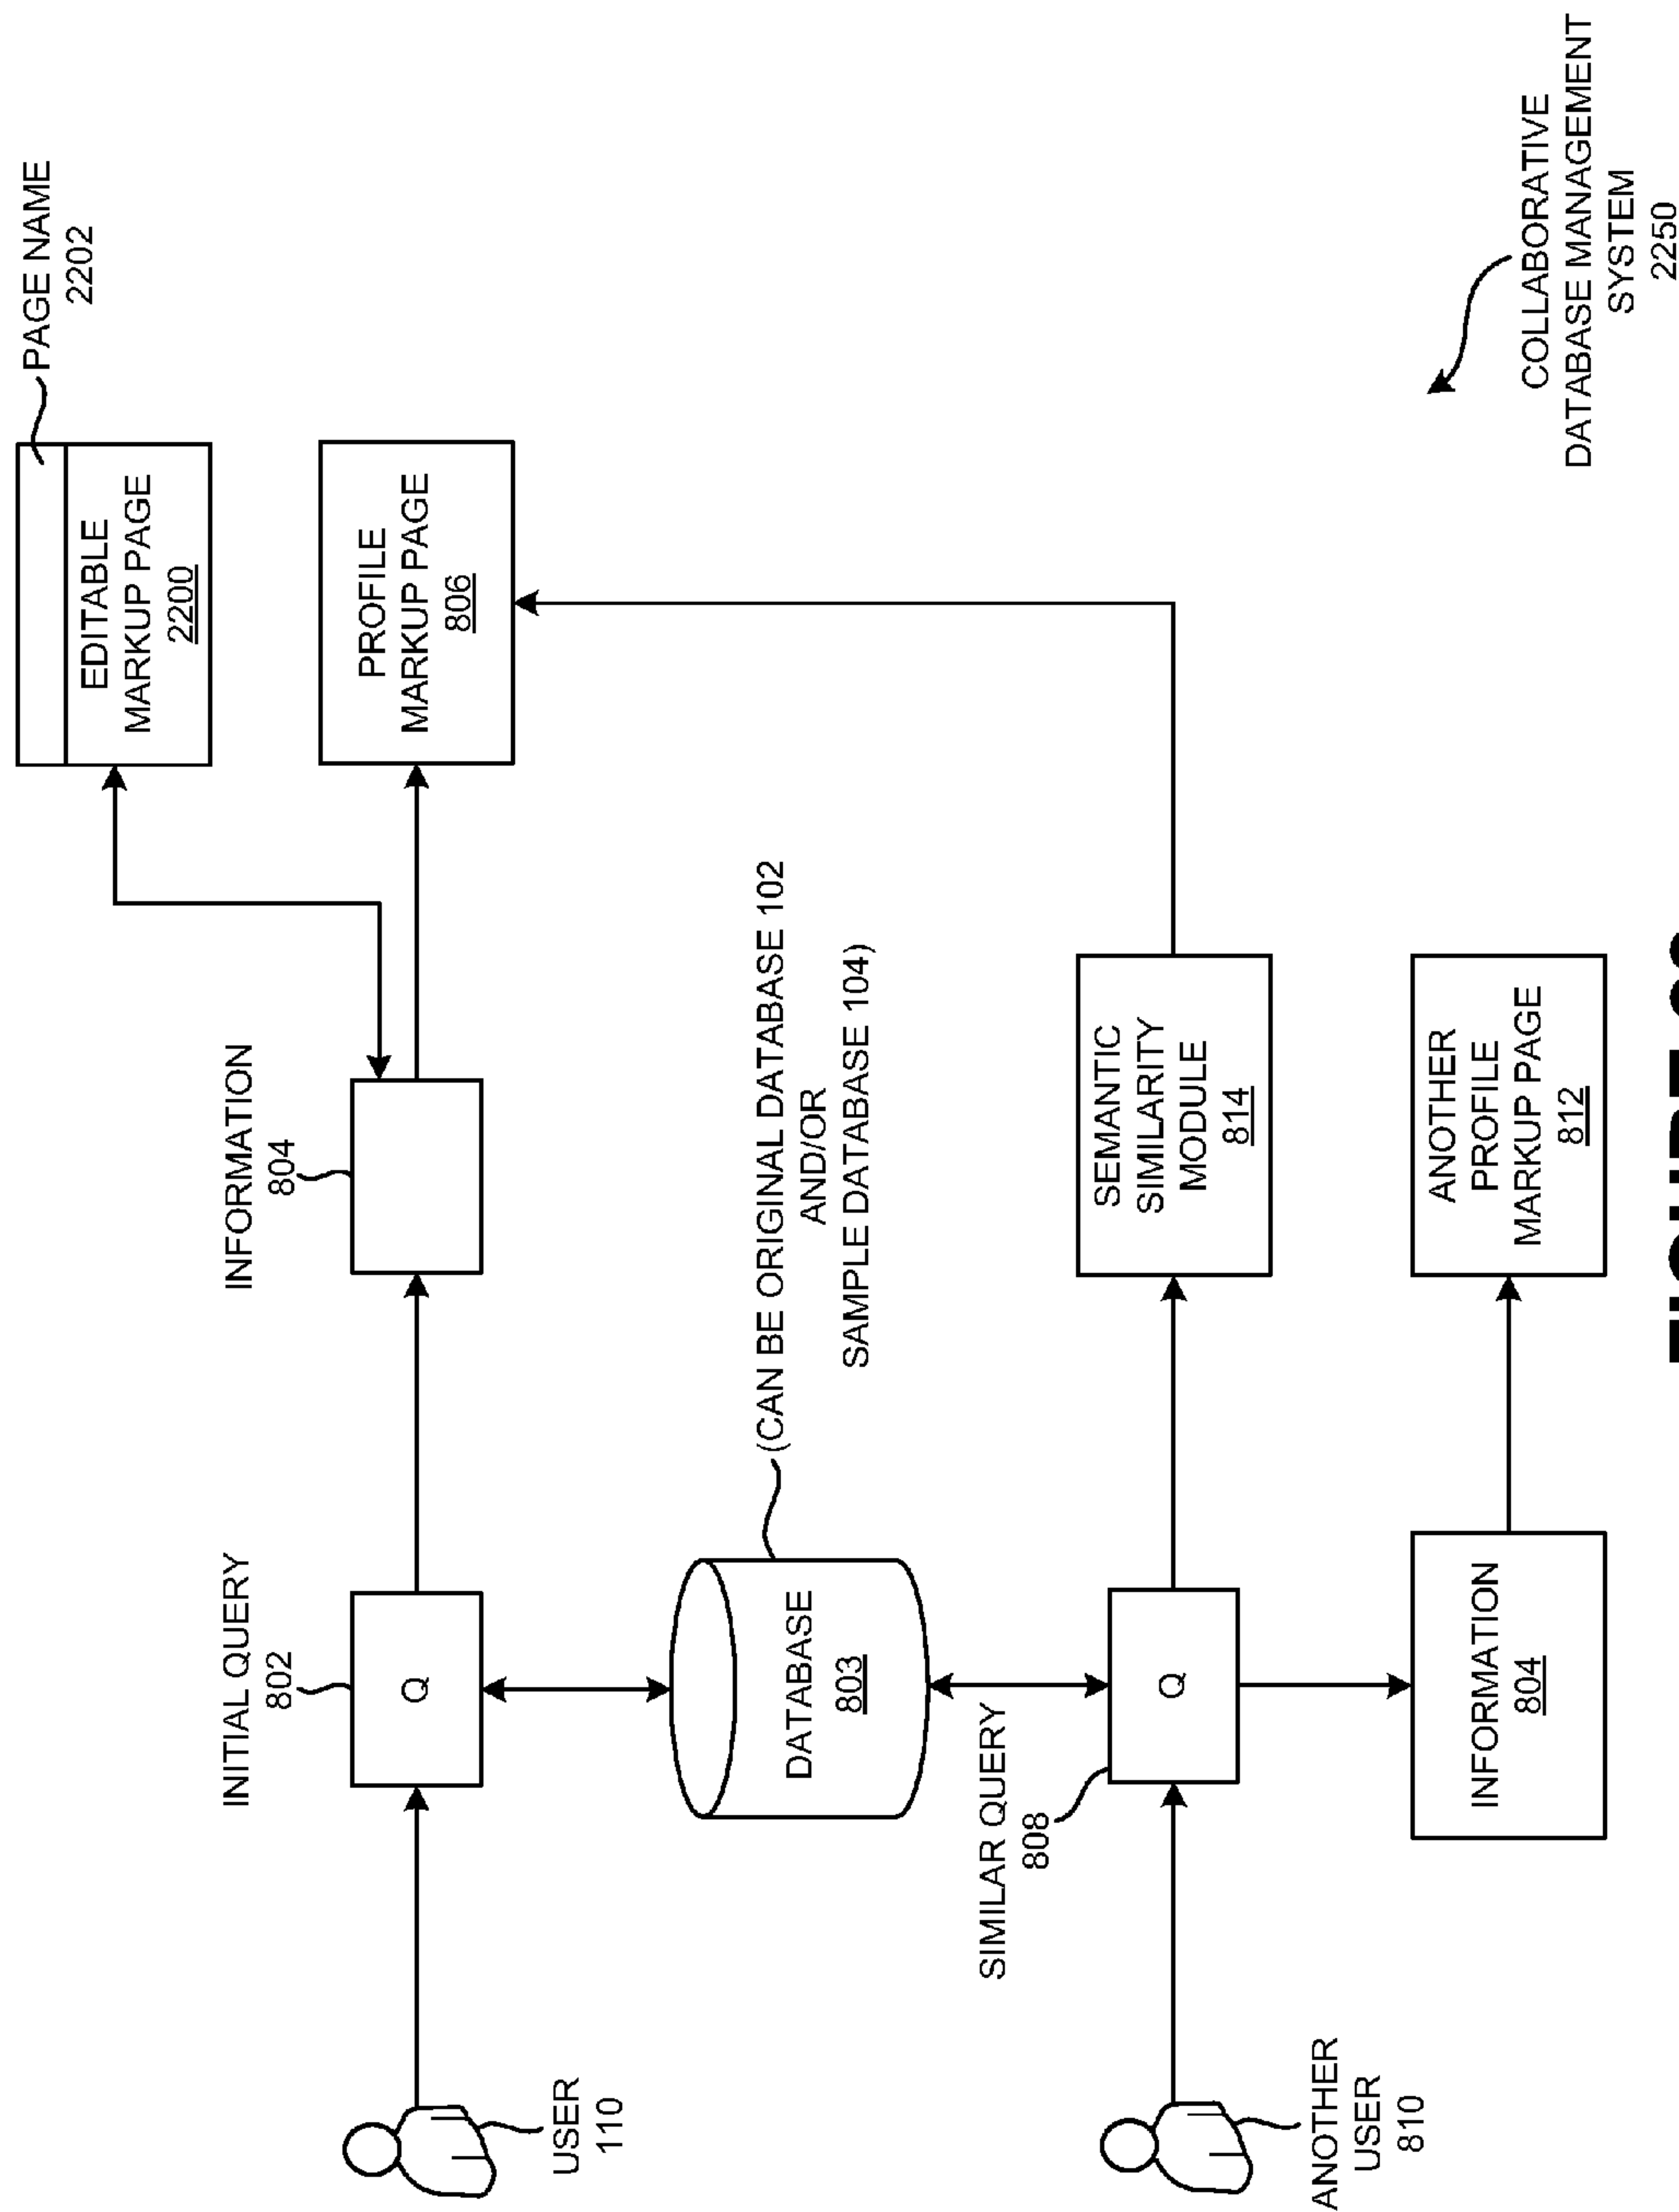 PAGE NAME
2202
EDITABLE
MARKUP PAGE
2200
INFORMATION
804
PROFILE
MARKUP PAGE
806
INITIAL QUERY
802
Q
USER
110
(CAN BE ORIGINAL DATABASE 102
AND/OR
SAMPLE DATABASE 104)
DATABASE
803
SIMILAR QUERY
808
Q
SEMANTIC
SIMILARITY
MODULE
814
ANOTHER
USER
810
INFORMATION
804
ANOTHER
PROFILE
MARKUP PAGE
812
COLLABORATIVE
DATABASE MANAGEMENT
SYSTEM
2250